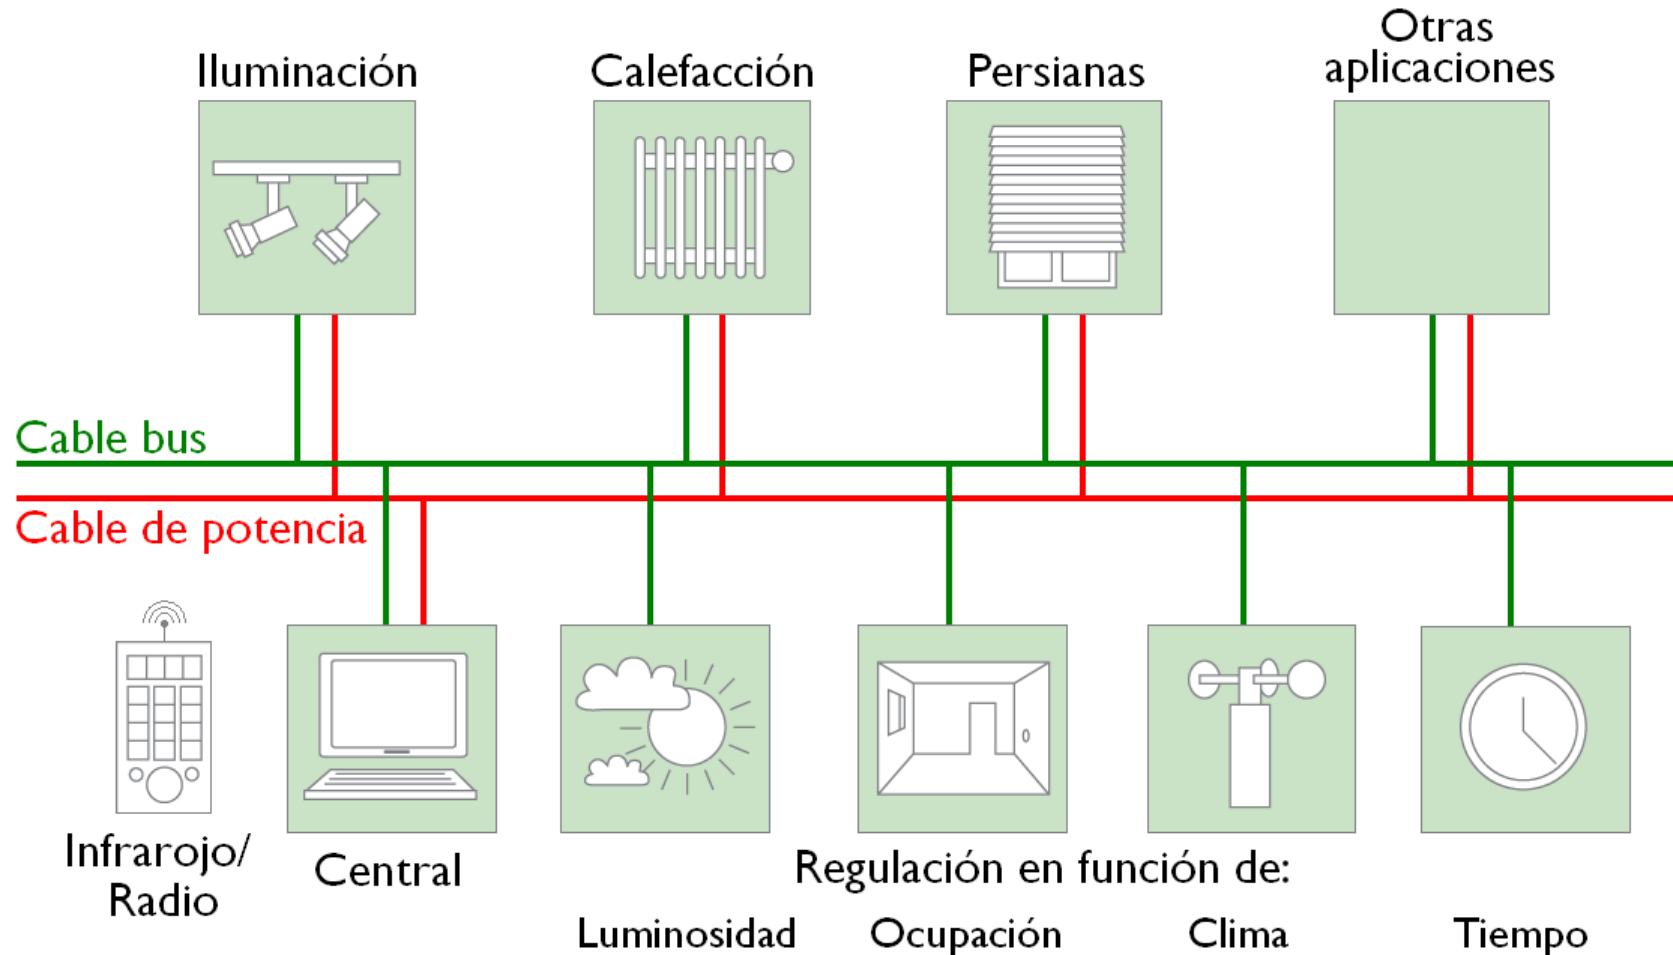 Iluminación
Calefacción
Persianas
Otras
aplicaciones
Cable bus
Cable de potencia
Infrarojo/
Radio
Central
Regulación en función de:
Luminosidad
Ocupación
Clima
Tiempo